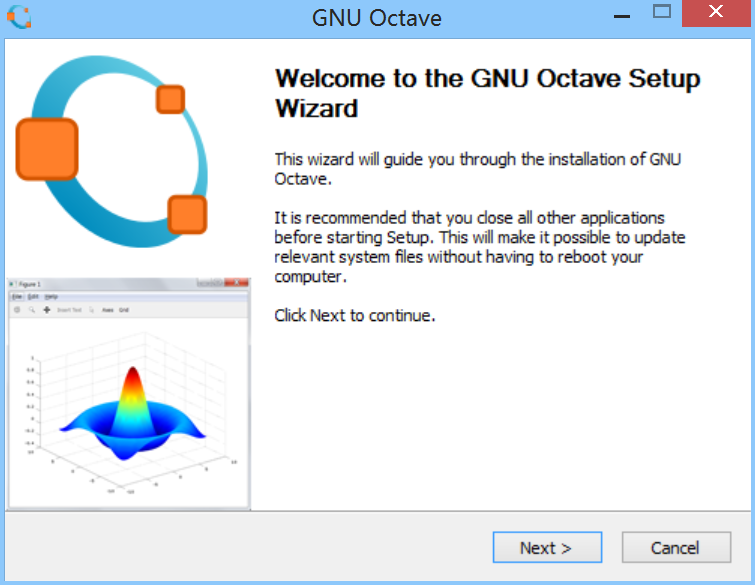 GNU Octave
Welcome to the GNU Octave Setup
Wizard
This wizard will guide you through the installation of GNU
Octave.
It is recommended that you close all other applications
before starting Setup. This will make it possible to update
relevant system files without having to reboot your
computer.
Click Next to continue.
Figure 1
File Edit Help
Insert Text Axes Grid
Next >
Cancel